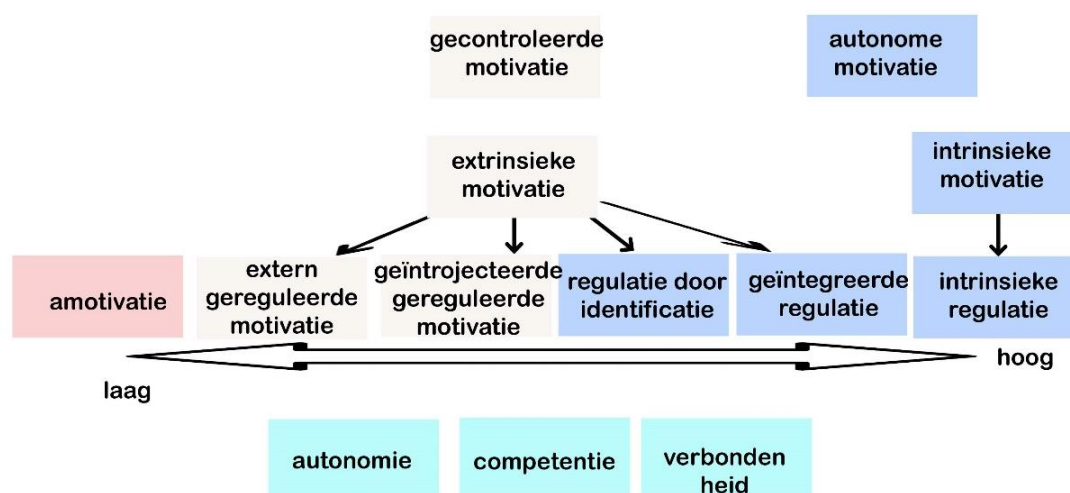 gecontroleerde
motivatie
autonome
motivatie
extrinsieke
motivatie
intrinsieke
motivatie
amotivatie
extern
gereguleerde
motivatie
geïntrojecteerde
gereguleerde
motivatie
regulatie door
identificatie
geïntegreerde
regulatie
intrinsieke
regulatie
laag
hoog
autonomie
competentie
verbonden
heid